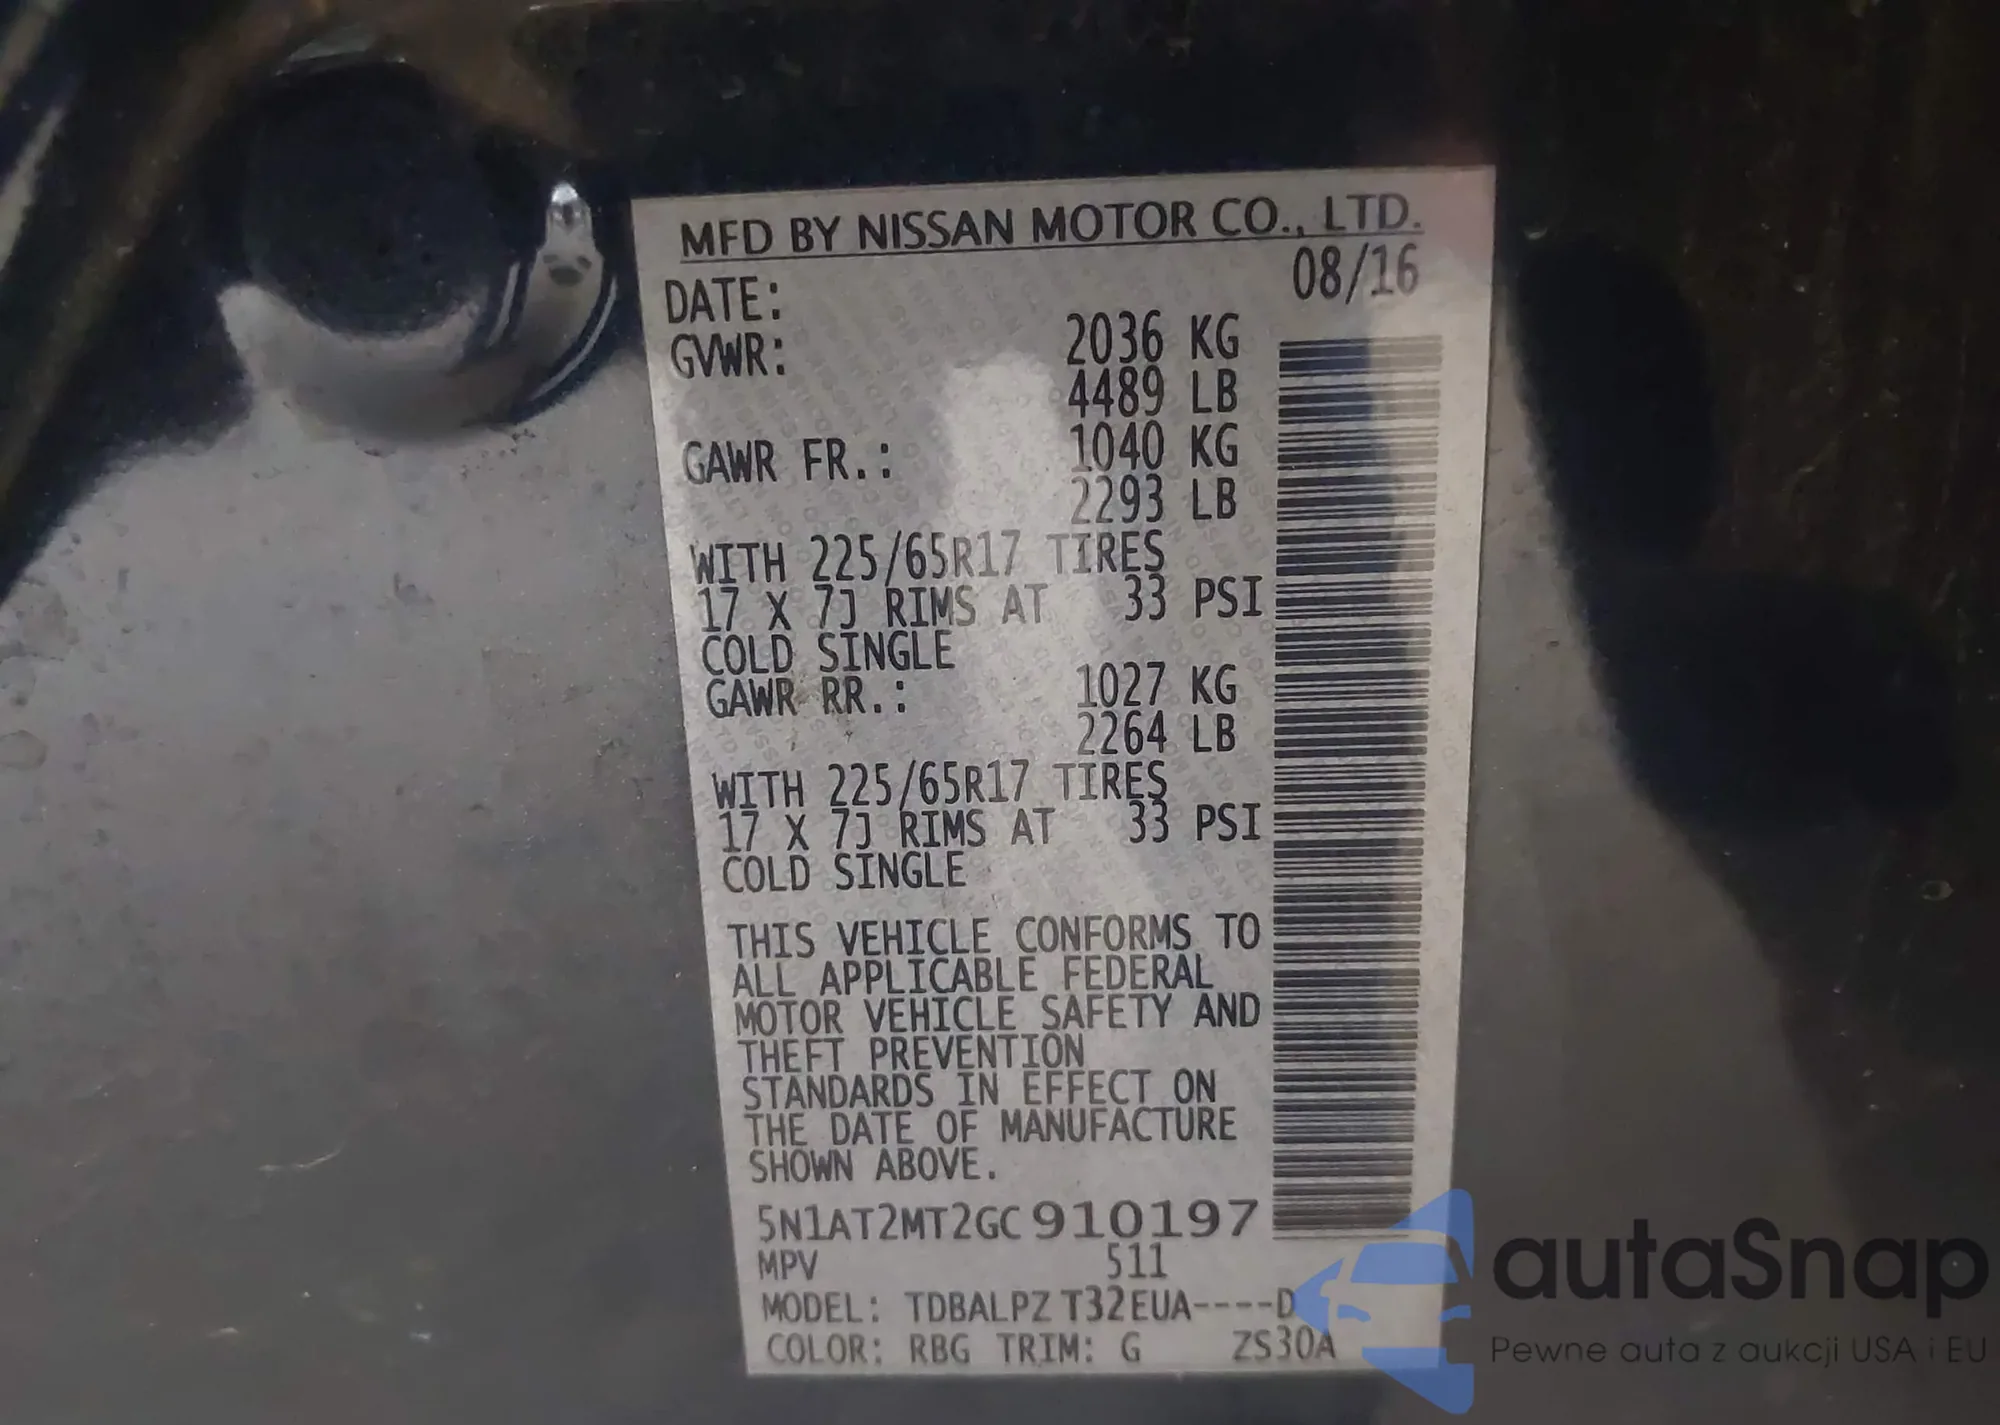 MFD BY NISSAN MOTOR CO., LTD.
DATE: 08/16
GVWR: 2036 KG
4489 LB
GAWR FR.: 1040 KG
2293 LB
WITH 225/65R17 TIRES
17 X 7J RIMS AT 33 PSI
COLD SINGLE
GAWR RR.: 1027 KG
2264 LB
WITH 225/65R17 TIRES
17 X 7J RIMS AT 33 PSI
COLD SINGLE
THIS VEHICLE CONFORMS TO
ALL APPLICABLE FEDERAL
MOTOR VEHICLE SAFETY AND
THEFT PREVENTION
STANDARDS IN EFFECT ON
THE DATE OF MANUFACTURE
SHOWN ABOVE.
5N1AT2MT2GC910197
MPV 511
MODEL: TDBALPZ T32EUA----D
COLOR: RBG TRIM: G ZS30A
autaSnap
Pewne auta z aukcji USA i EU